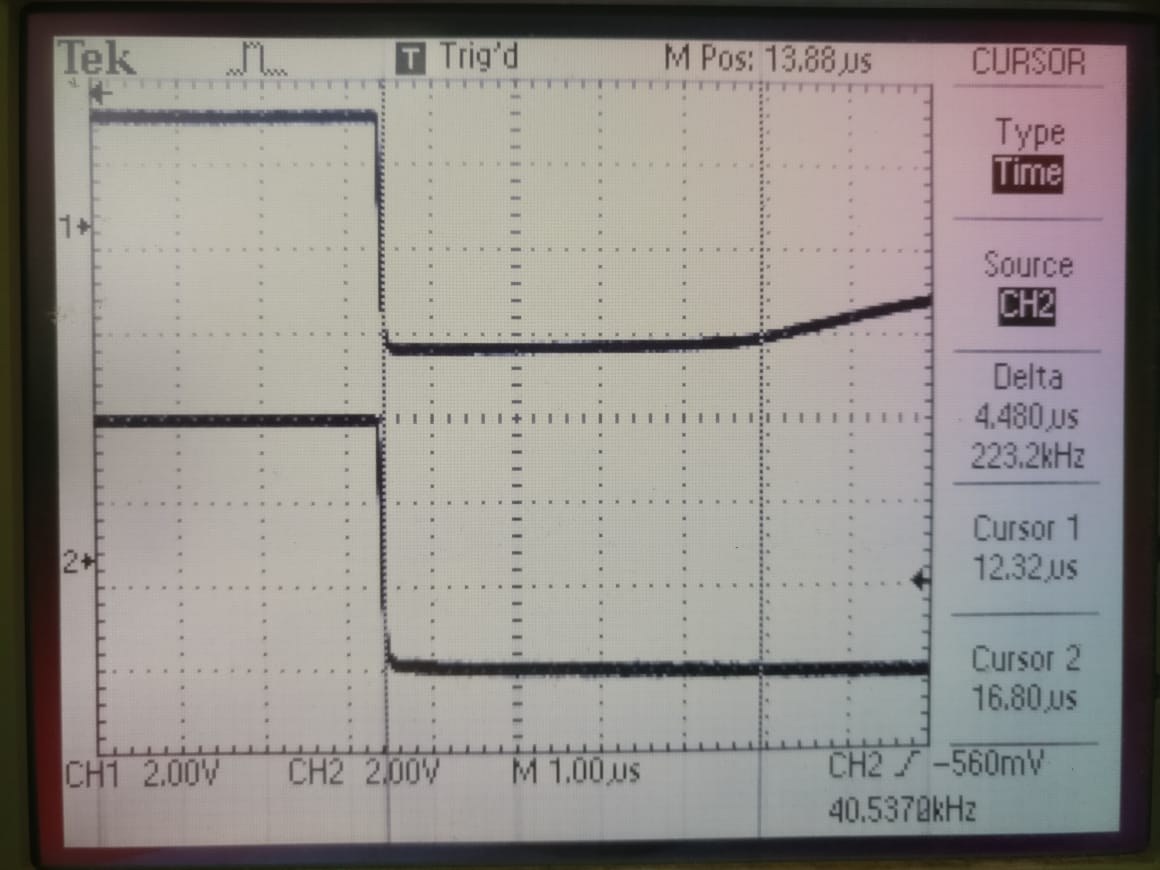 Tek T Trig'd M Pos: 13.88µs CURSOR
Type
Time
1
Source
CH2
Delta
4.480µs
223.2kHz
2
Cursor 1
12.32µs
Cursor 2
16.80µs
CH1 2.00V CH2 2.00V M 1.00µs CH2 -560mV
40.5370kHz